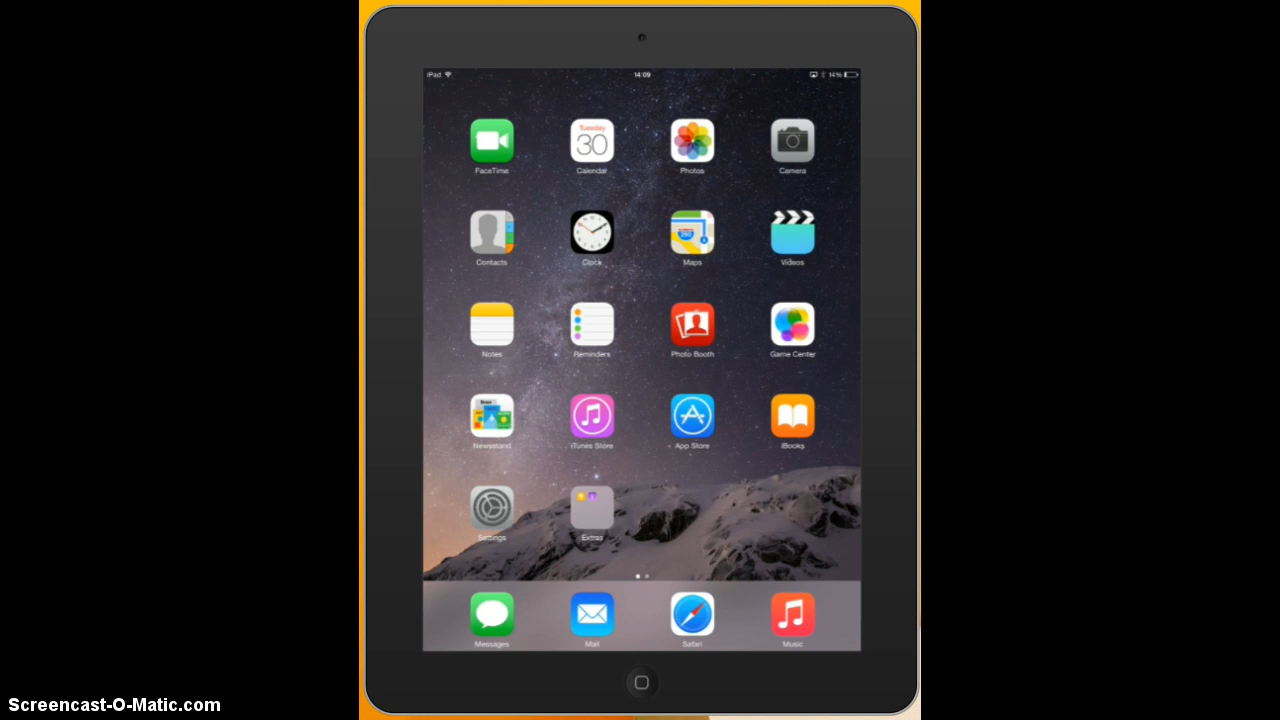 iPad 14:09 14%
Tuesday
30
FaceTime Calendar Photos Camera
Contacts Clock Maps Videos
280
Notes Reminders Photo Booth Game Center
Newsstand iTunes Store App Store iBooks
Settings Extras
Messages Mail Safari Music
Screencast-O-Matic.com